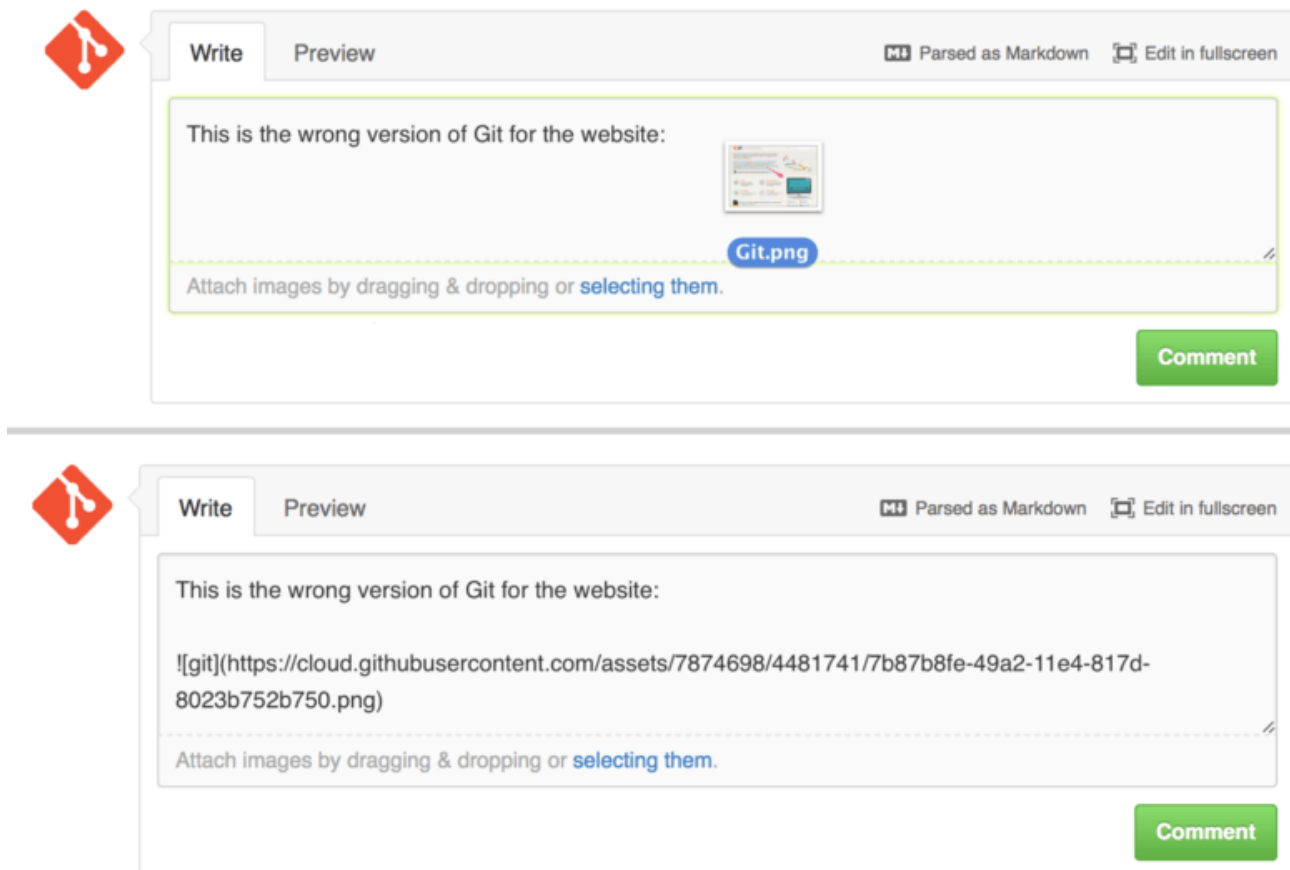 Write
Preview
Parsed as Markdown
Edit in fullscreen
This is the wrong version of Git for the website:
Git.png
Attach images by dragging & dropping or selecting them.
Comment
Write
Preview
Parsed as Markdown
Edit in fullscreen
This is the wrong version of Git for the website:
![git](https://cloud.githubusercontent.com/assets/7874698/4481741/7b87b8fe-49a2-11e4-817d-
8023b752b750.png)
Attach images by dragging & dropping or selecting them.
Comment